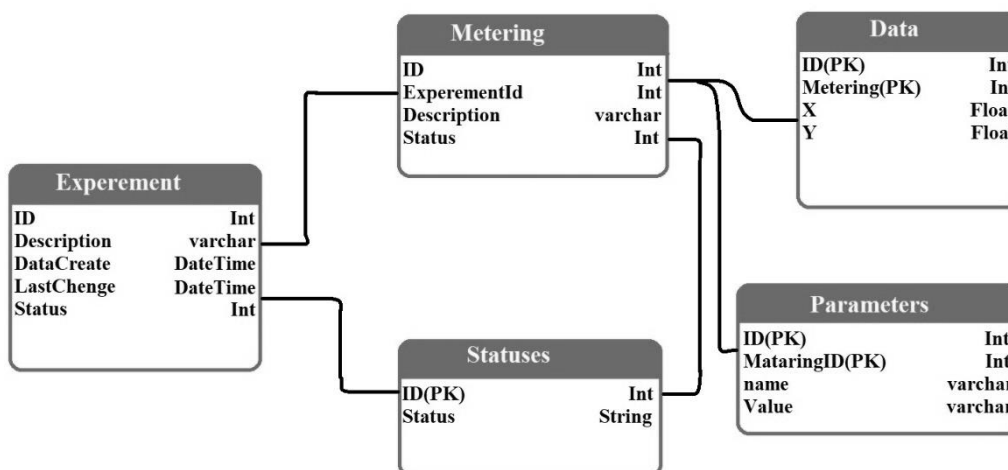 Metering
ID Int
ExperementId Int
Description varchar
Status Int
Data
ID(PK) Int
Metering(PK) In
X Floa
Y Floa
Experement
ID Int
Description varchar
DataCreate DateTime
LastChenge DateTime
Status Int
Statuses
ID(PK) Int
Status String
Parameters
ID(PK) Int
MataringID(PK) Int
name varchar
Value varchar